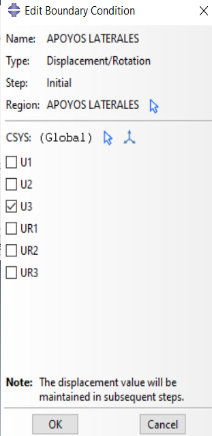 Edit Boundary Condition
Name: APOYOS LATERALES
Type: Displacement/Rotation
Step: Initial
Region: APOYOS LATERALES
CSYS: (Global)
U1
U2
U3
UR1
UR2
UR3
Note: The displacement value will be
maintained in subsequent steps.
OK Cancel